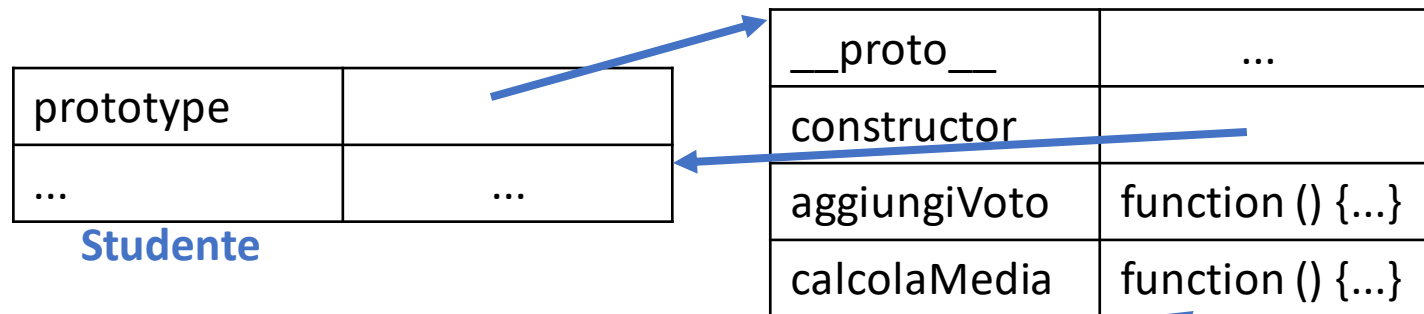 prototype
... ...
Studente
__proto__ ...
constructor
aggiungiVoto function () {...}
calcolaMedia function () {...}